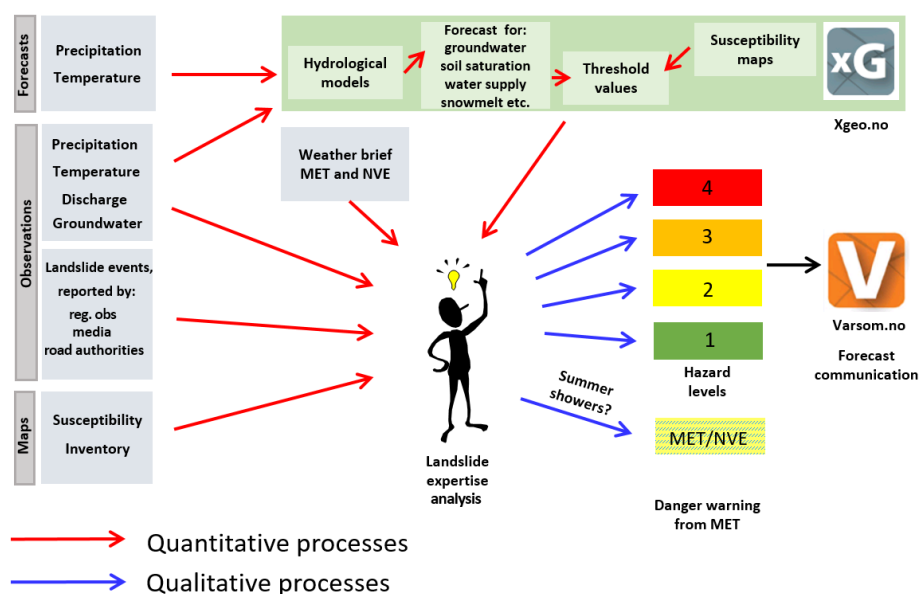 Forecasts
Precipitation
Temperature
Hydrological
models
Forecast for:
groundwater
soil saturation
water supply
snowmelt etc.
Threshold
values
Susceptibility
maps
xG
Xgeo.no
Observations
Precipitation
Temperature
Discharge
Groundwater
Weather brief
MET and NVE
Landslide events,
reported by:
reg. obs
media
road authorities
Maps
Susceptibility
Inventory
Landslide
expertise
analysis
4
3
2
1
Hazard
levels
Summer
showers?
MET/NVE
Danger warning
from MET
V
Varsom.no
Forecast
communication
Quantitative processes
Qualitative processes